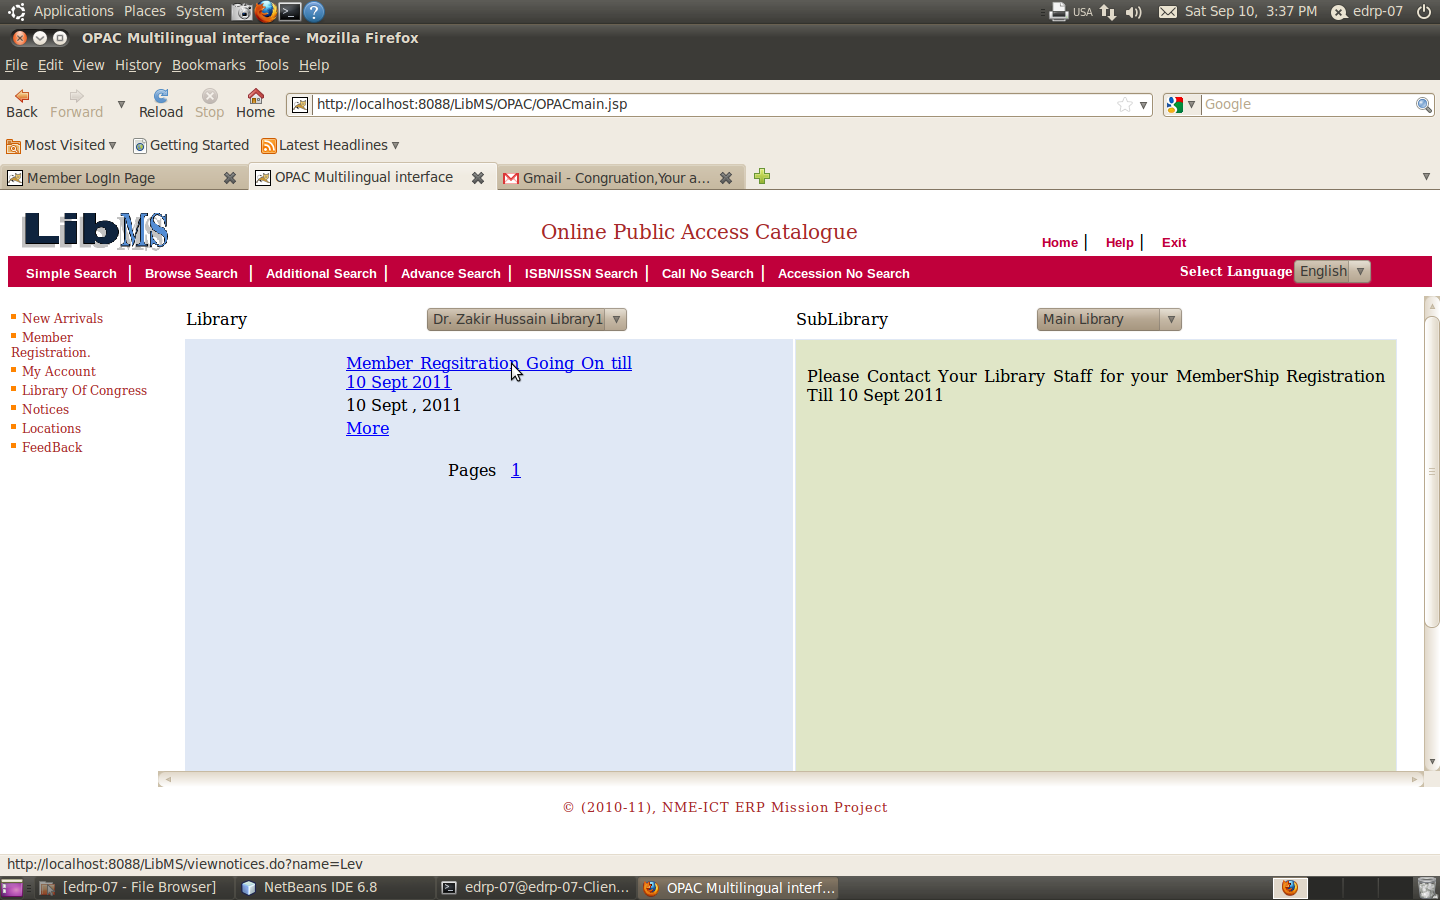 Applications Places System
USA Sat Sep 10, 3:37 PM edrp-07
OPAC Multilingual interface - Mozilla Firefox
File Edit View History Bookmarks Tools Help
Back Forward Reload Stop Home http://localhost:8088/LibMS/OPAC/OPACmain.jsp Google
Most Visited Getting Started Latest Headlines
Member LogIn Page OPAC Multilingual interface Gmail - Congruation,Your a...
LibMS
Online Public Access Catalogue
Home Help Exit
Simple Search Browse Search Additional Search Advance Search ISBN/ISSN Search Call No Search Accession No Search Select Language English
New Arrivals
Member
Registration.
My Account
Library Of Congress
Notices
Locations
FeedBack
Library Dr. Zakir Hussain Library1 SubLibrary Main Library
Member Regsitration Going On till
10 Sept 2011
10 Sept , 2011
More
Pages 1
Please Contact Your Library Staff for your MemberShip Registration
Till 10 Sept 2011
© (2010-11), NME-ICT ERP Mission Project
http://localhost:8088/LibMS/viewnotices.do?name=Lev
[edrp-07 - File Browser] NetBeans IDE 6.8 edrp-07@edrp-07-Clien... OPAC Multilingual interf...